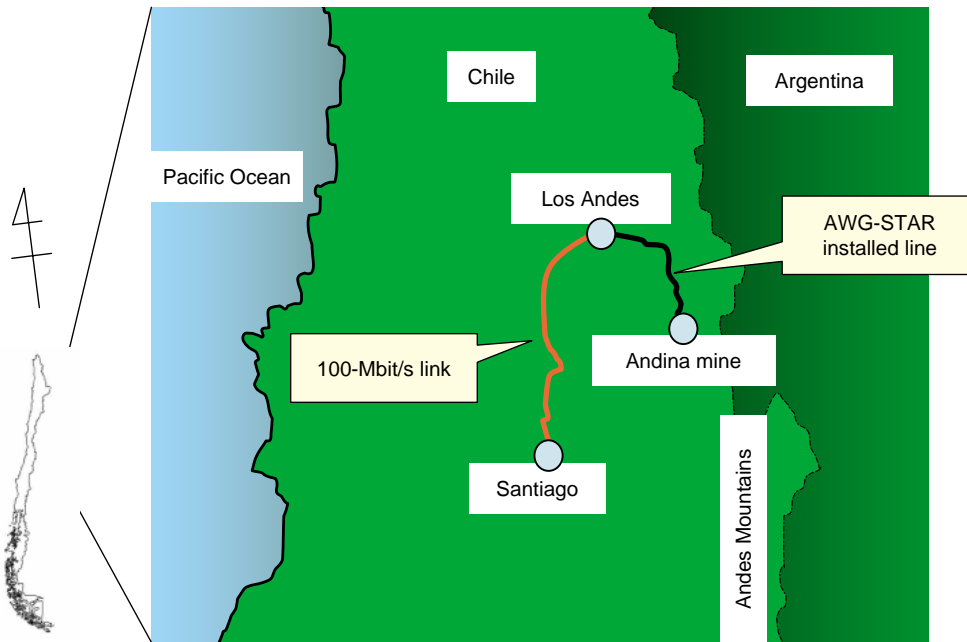 Chile
Argentina
Pacific Ocean
Los Andes
AWG-STAR
installed line
100-Mbit/s link
Andina mine
Santiago
Andes Mountains